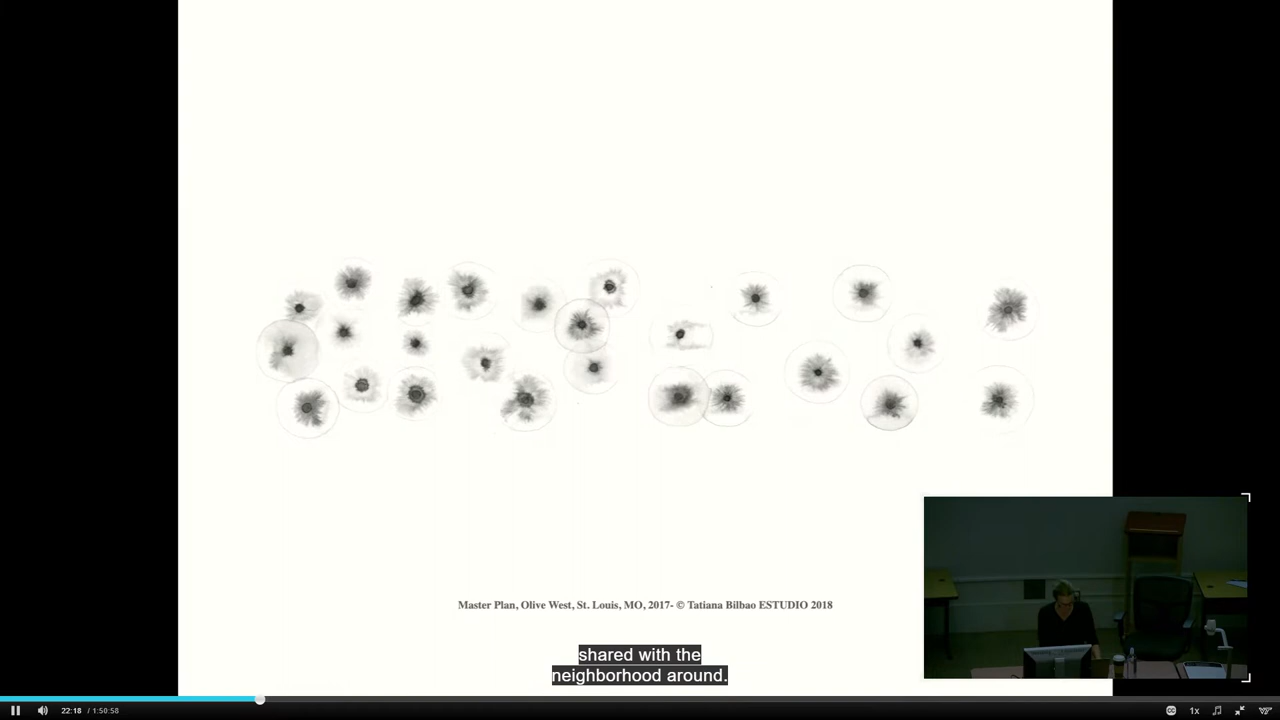 Master Plan, Olive West, St. Louis, MO, 2017- © Tatiana Bilbao ESTUDIO 2018
shared with the
neighborhood around.
22:18 / 1:50:58
CC
1x